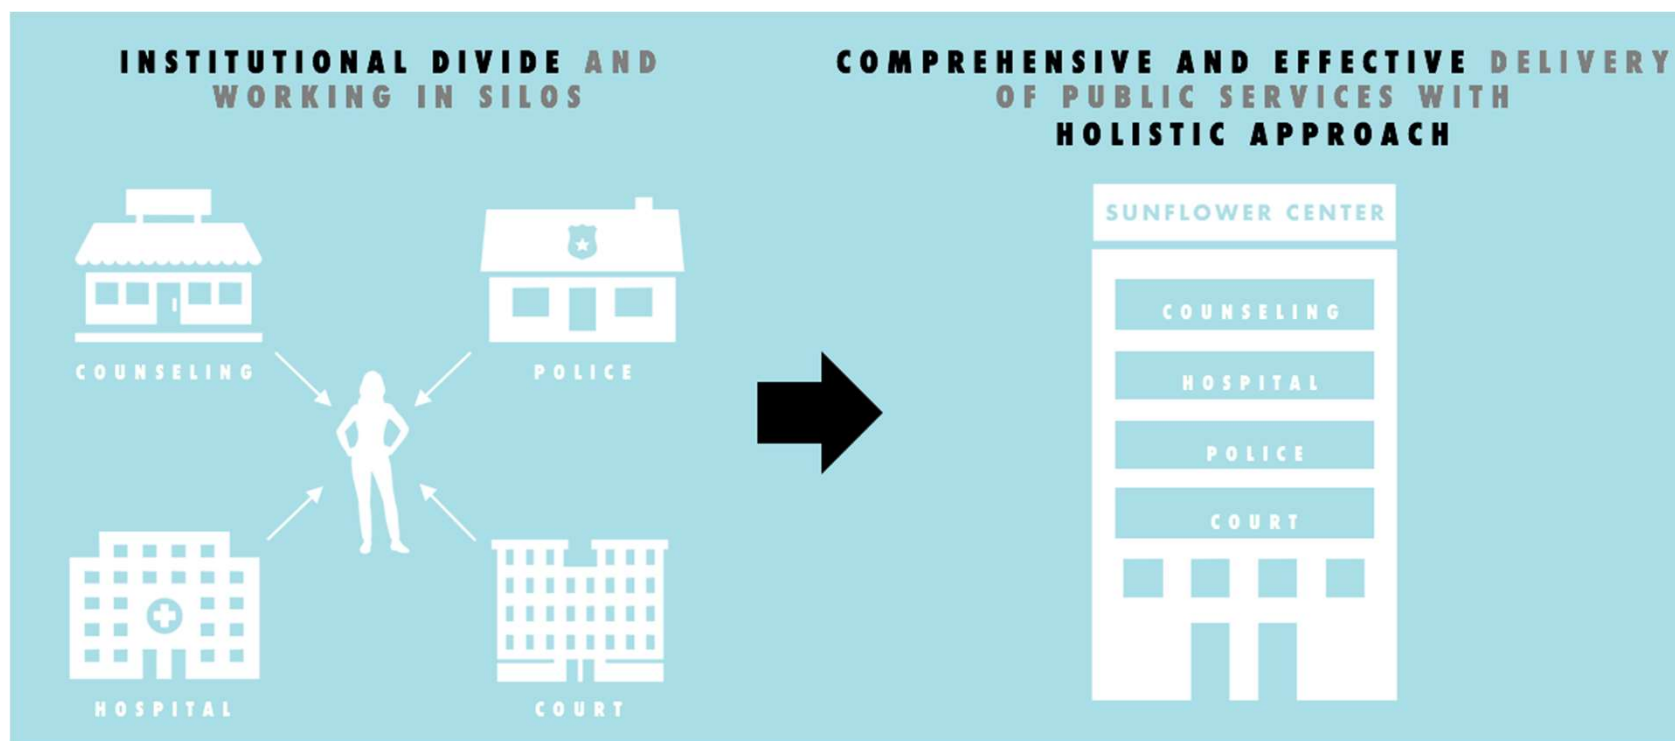 INSTITUTIONAL DIVIDE AND
WORKING IN SILOS
COUNSELING
POLICE
HOSPITAL
COURT
COMPREHENSIVE AND EFFECTIVE DELIVERY
OF PUBLIC SERVICES WITH
HOLISTIC APPROACH
SUNFLOWER CENTER
COUNSELING
HOSPITAL
POLICE
COURT